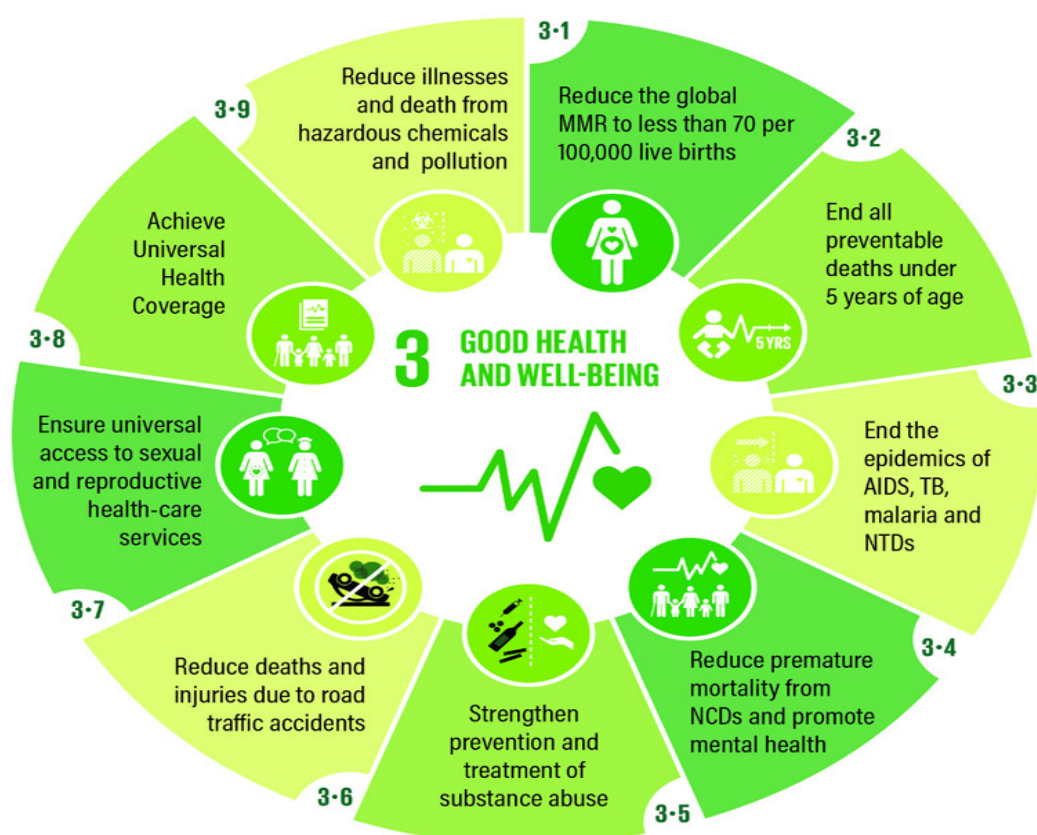 3
GOOD HEALTH
AND WELL-BEING
3•1
Reduce the global
MMR to less than 70 per
100,000 live births
3•2
End all
preventable
deaths under
5 years of age
5 YRS
3•3
End the
epidemics of
AIDS, TB,
malaria and
NTDs
3•4
Reduce premature
mortality from
NCDs and promote
mental health
3•5
Strengthen
prevention and
treatment of
substance abuse
3•6
Reduce deaths and
injuries due to road
traffic accidents
3•7
Ensure universal
access to sexual
and reproductive
health-care
services
3•8
Achieve
Universal
Health
Coverage
3•9
Reduce illnesses
and death from
hazardous chemicals
and pollution